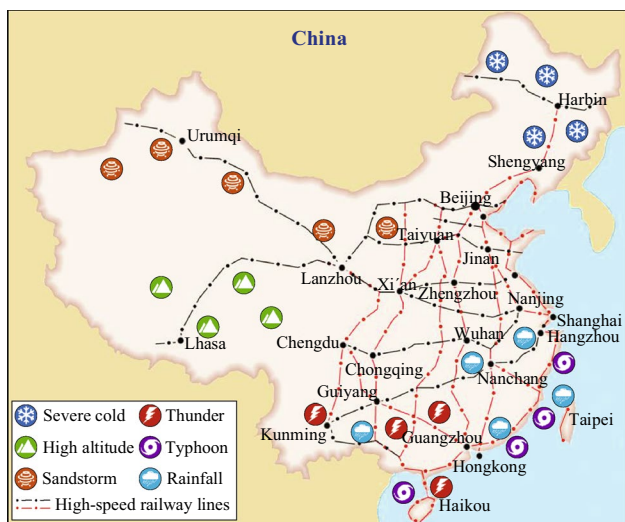 China
Harbin
Urumqi
Shengyang
Beijing
Taiyuan
Jinan
Lanzhou
Xi'an
Zhengzhou
Nanjing
Shanghai
Lhasa
Chengdu
Wuhan
Hangzhou
Chongqing
Nanchang
Guiyang
Kunming
Guangzhou
Taipei
Hongkong
Haikou
Severe cold
Thunder
High altitude
Typhoon
Sandstorm
Rainfall
High-speed railway lines